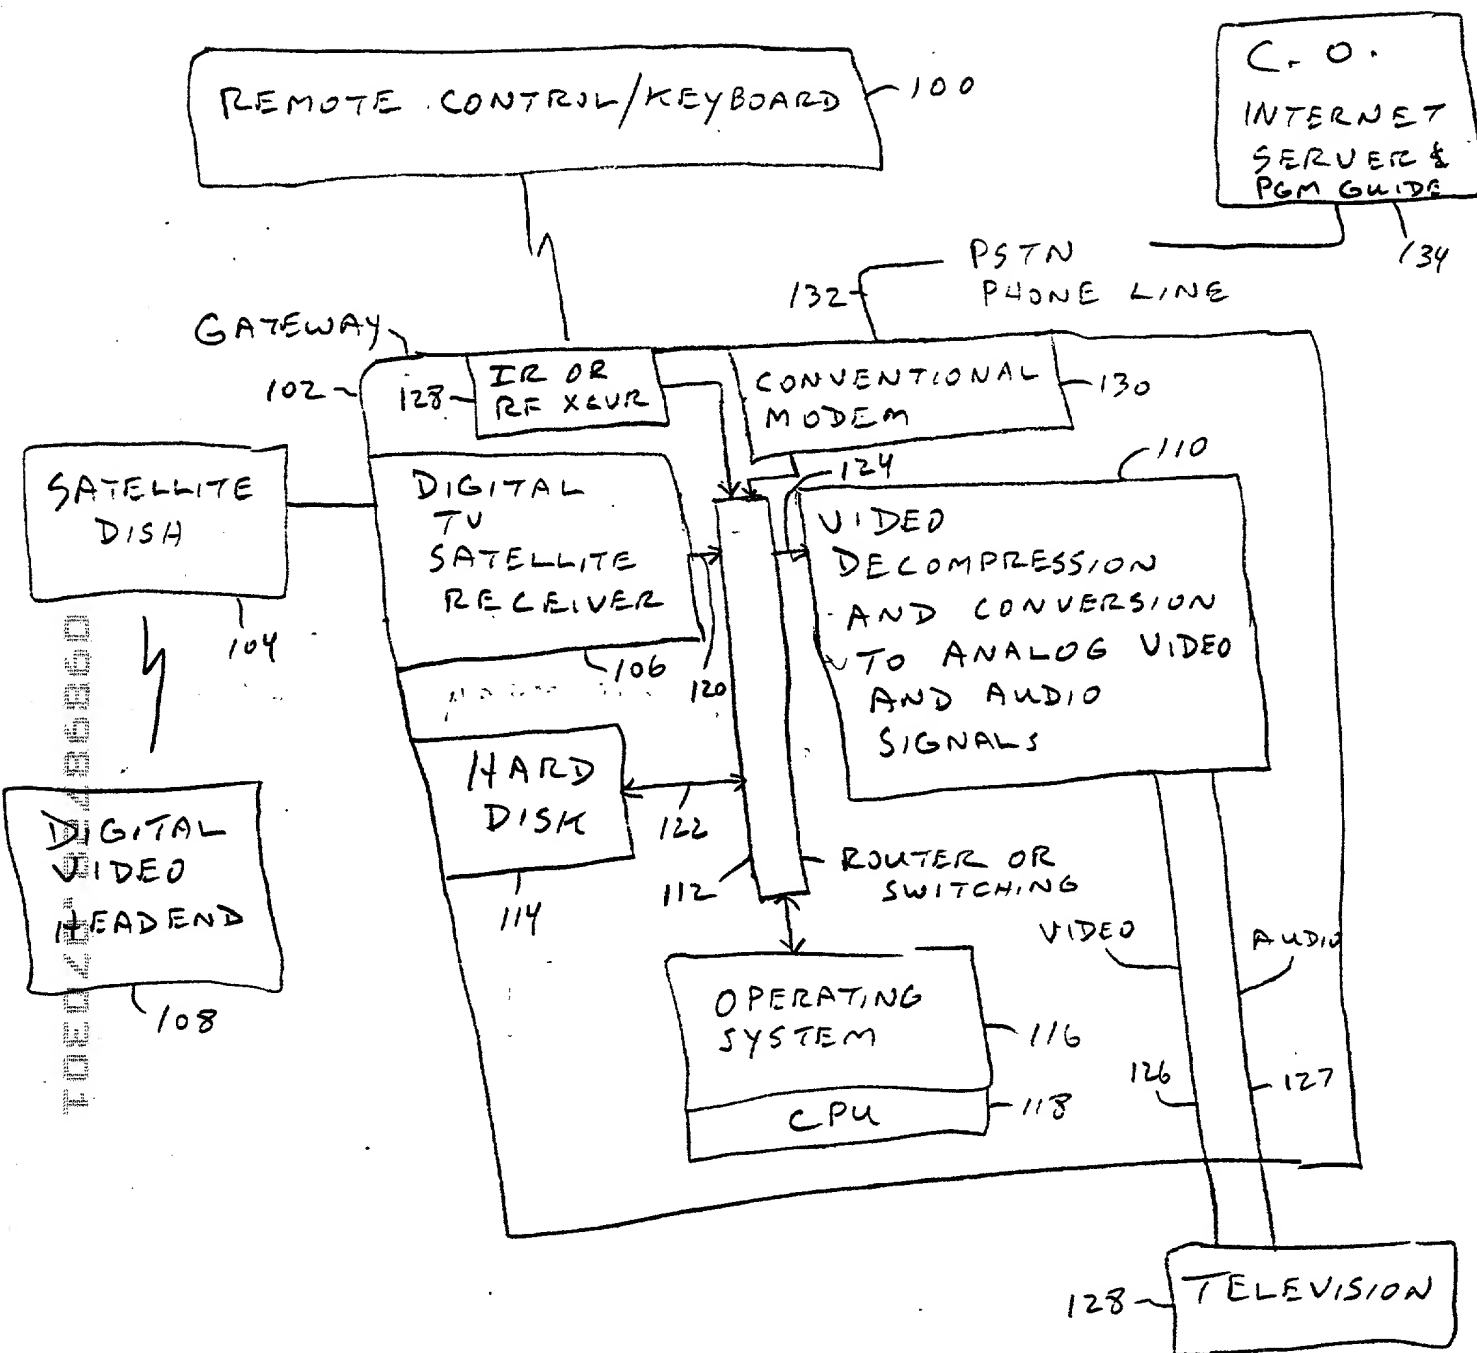 REMOTE CONTROL/KEYBOARD
100
C. O.
INTERNET
SERVER &
PGM GUIDE
134
PSTN
PHONE LINE
132
GATEWAY
102
128
IR OR
RF XCVR
CONVENTIONAL
MODEM
130
SATELLITE
DISH
104
DIGITAL
TV
SATELLITE
RECEIVER
106
120
124
110
VIDEO
DECOMPRESSION
AND CONVERSION
TO ANALOG VIDEO
AND AUDIO
SIGNALS
DIGITAL
VIDEO
HEADEND
108
HARD
DISK
114
122
112
ROUTER OR
SWITCHING
VIDEO
AUDIO
OPERATING
SYSTEM
116
CPU
118
126
127
128
TELEVISION